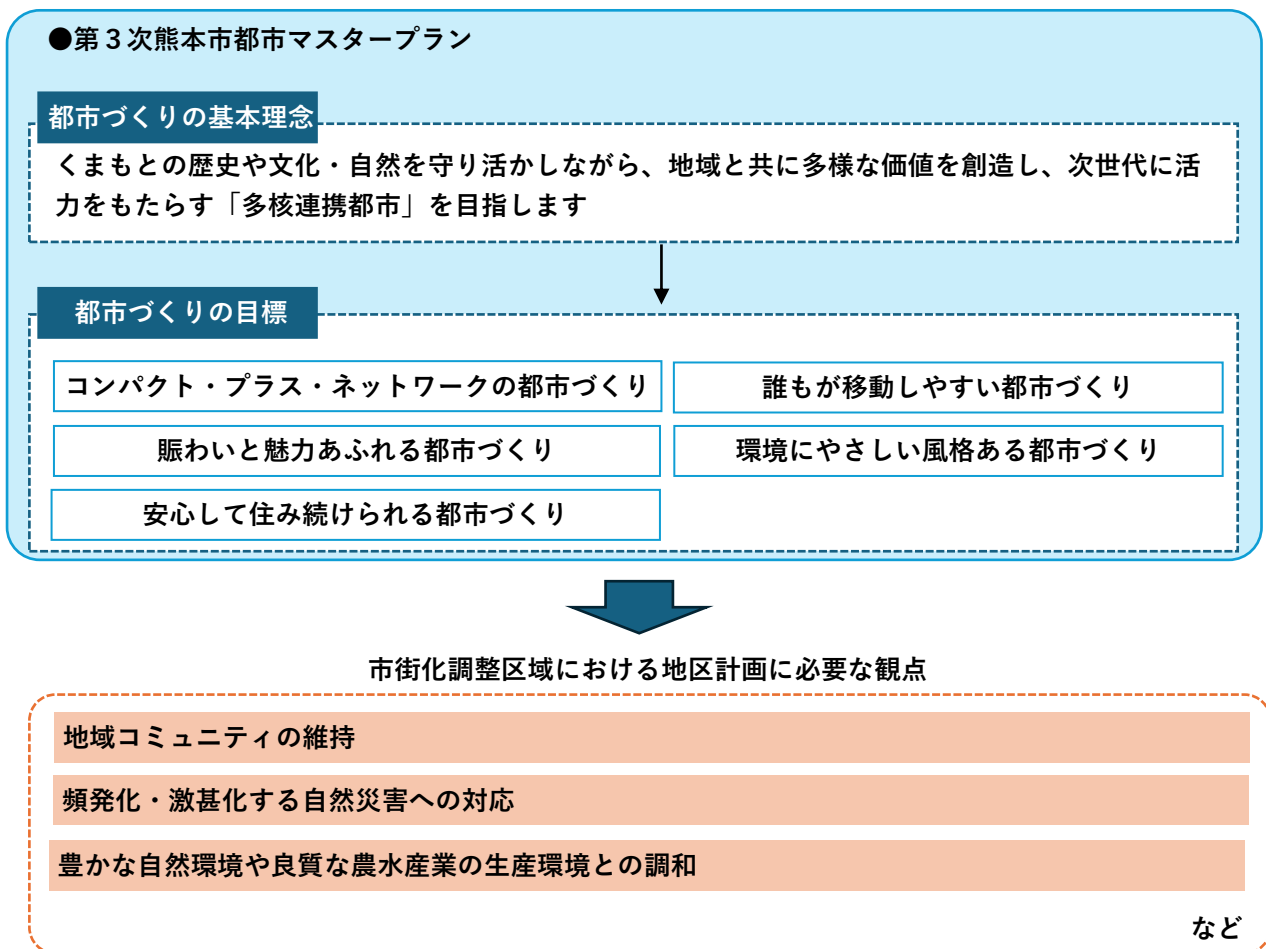 ●第３次熊本市都市マスタープラン
都市づくりの基本理念
くまもとの歴史や文化・自然を守り活かしながら、地域と共に多様な価値を創造し、次世代に活
力をもたらす「多核連携都市」を目指します
都市づくりの目標
コンパクト・プラス・ネットワークの都市づくり
誰もが移動しやすい都市づくり
賑わいと魅力あふれる都市づくり
環境にやさしい風格ある都市づくり
安心して住み続けられる都市づくり
市街化調整区域における地区計画に必要な観点
地域コミュニティの維持
頻発化・激甚化する自然災害への対応
豊かな自然環境や良質な農水産業の生産環境との調和
など